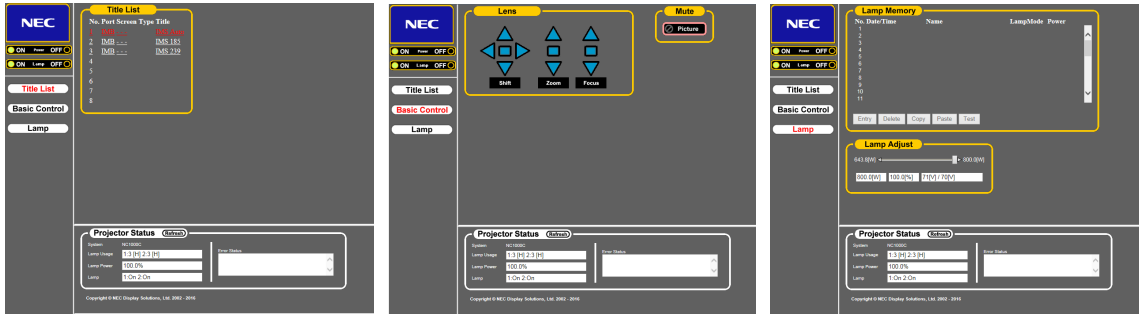 NEC
ON Power OFF
ON Lamp OFF
Title List
Basic Control
Lamp
Title List
No. Port Screen Type Title
1
2 IMB - - - IMS 185
3 IMB - - - IMS 239
4
5
6
7
8
Projector Status Refresh
System NC1000C
Lamp Usage 1:3 [H] 2:3 [H]
Lamp Power 100.0%
Lamp 1:On 2:On
Error Status
Copyright © NEC Display Solutions, Ltd. 2002 - 2016
NEC
ON Power OFF
ON Lamp OFF
Title List
Basic Control
Lamp
Lens
Shift Zoom Focus
Mute
Picture
Projector Status Refresh
System NC1000C
Lamp Usage 1:3 [H] 2:3 [H]
Lamp Power 100.0%
Lamp 1:On 2:On
Error Status
Copyright © NEC Display Solutions, Ltd. 2002 - 2016
NEC
ON Power OFF
ON Lamp OFF
Title List
Basic Control
Lamp
Lamp Memory
No. Date/Time Name LampMode Power
1
2
3
4
5
6
7
8
9
10
11
Entry Delete Copy Paste Test
Lamp Adjust
643.8[W] 800.0[W]
800.0[W] 100.0[%] 71[V] / 70[V]
Projector Status Refresh
System NC1000C
Lamp Usage 1:3 [H] 2:3 [H]
Lamp Power 100.0%
Lamp 1:On 2:On
Error Status
Copyright © NEC Display Solutions, Ltd. 2002 - 2016